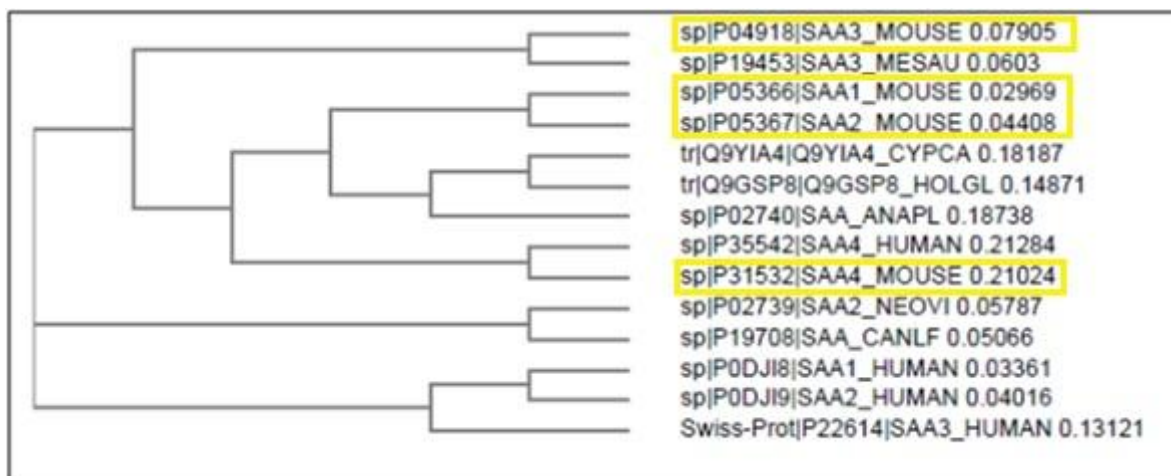 sp|P04918|SAA3_MOUSE 0.07905
sp|P19453|SAA3_MESAU 0.0603
sp|P05366|SAA1_MOUSE 0.02969
sp|P05367|SAA2_MOUSE 0.04408
tr|Q9YIA4|Q9YIA4_CYPCA 0.18187
tr|Q9GSP8|Q9GSP8_HOLGL 0.14871
sp|P02740|SAA_ANAPL 0.18738
sp|P35542|SAA4_HUMAN 0.21284
sp|P31532|SAA4_MOUSE 0.21024
sp|P02739|SAA2_NEOVI 0.05787
sp|P19708|SAA_CANLF 0.05066
sp|P0DJI8|SAA1_HUMAN 0.03361
sp|P0DJI9|SAA2_HUMAN 0.04016
Swiss-Prot|P22614|SAA3_HUMAN 0.13121